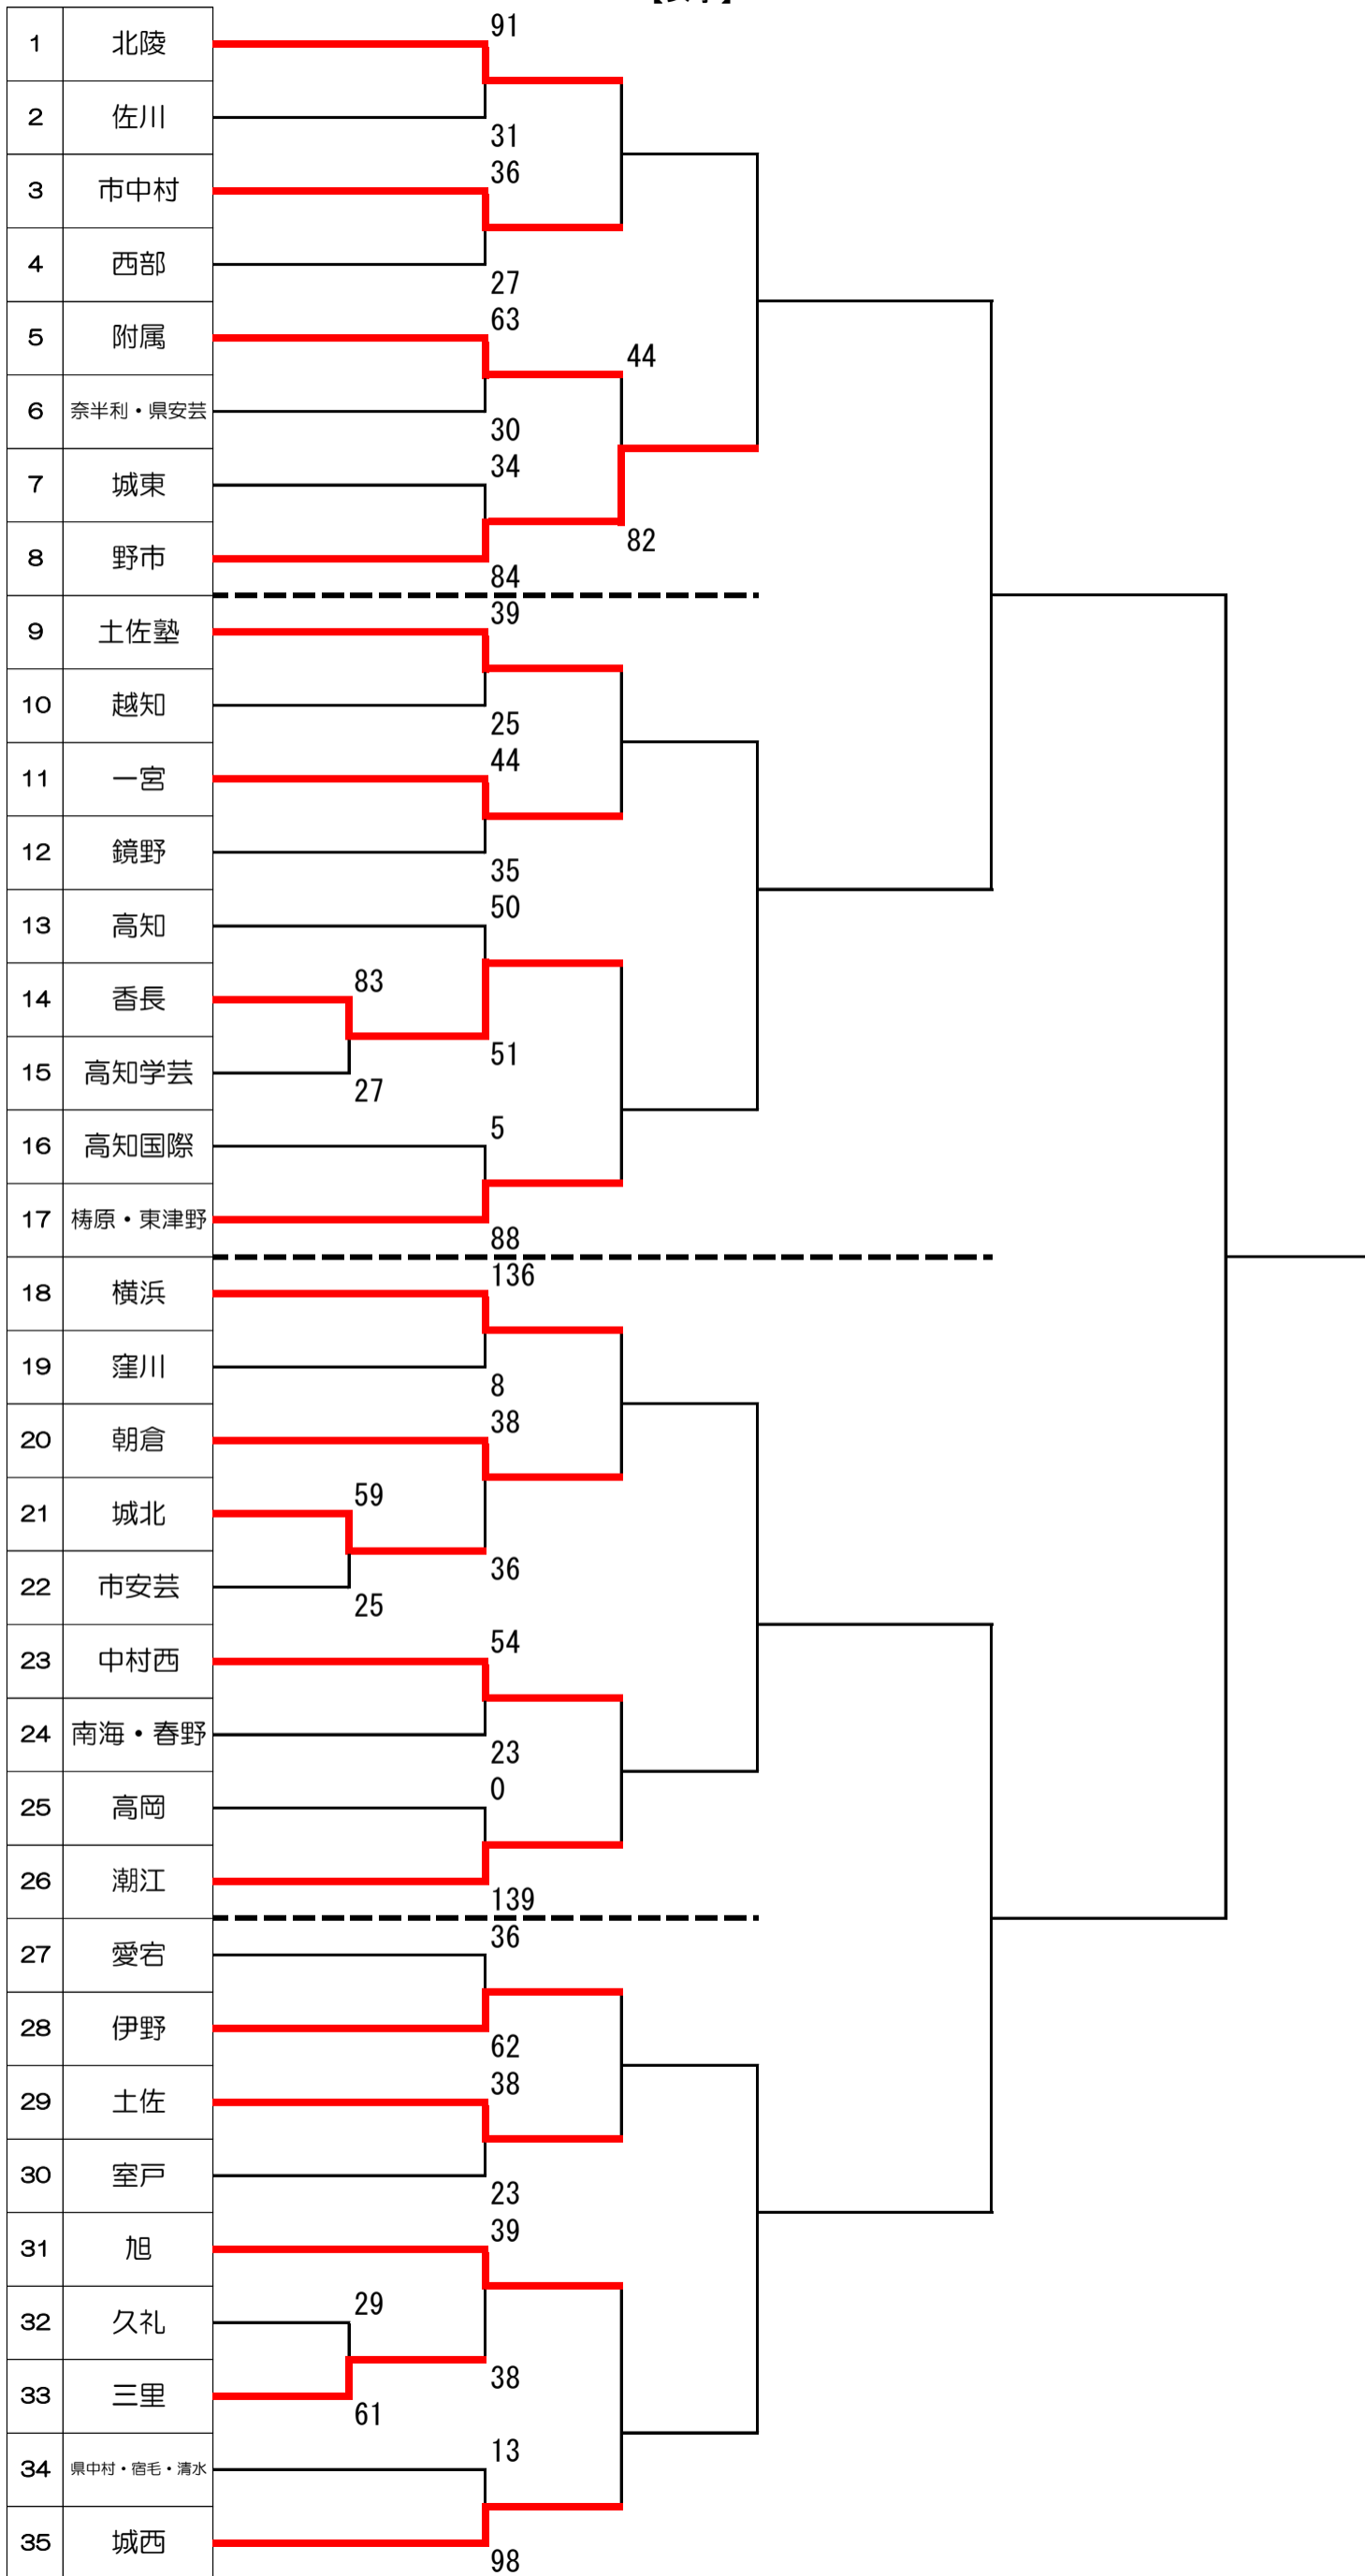 91
1 北陵
2 佐川
31
36
3 市中村
4 西部
27
63
5 附属
44
6 奈半利・県安芸
30
34
7 城東
82
8 野市
84
39
9 土佐塾
10 越知
25
44
11 一宮
12 鏡野
35
50
13 高知
83
14 香長
51
15 高知学芸
27
5
16 高知国際
17 梼原・東津野
88
136
18 横浜
19 窪川
8
38
20 朝倉
59
21 城北
36
22 市安芸
25
54
23 中村西
24 南海・春野
23
0
25 高岡
26 潮江
139
36
27 愛宕
28 伊野
62
38
29 土佐
30 室戸
23
39
31 旭
29
32 久礼
38
33 三里
61
13
34 県中村・宿毛・清水
35 城西
98